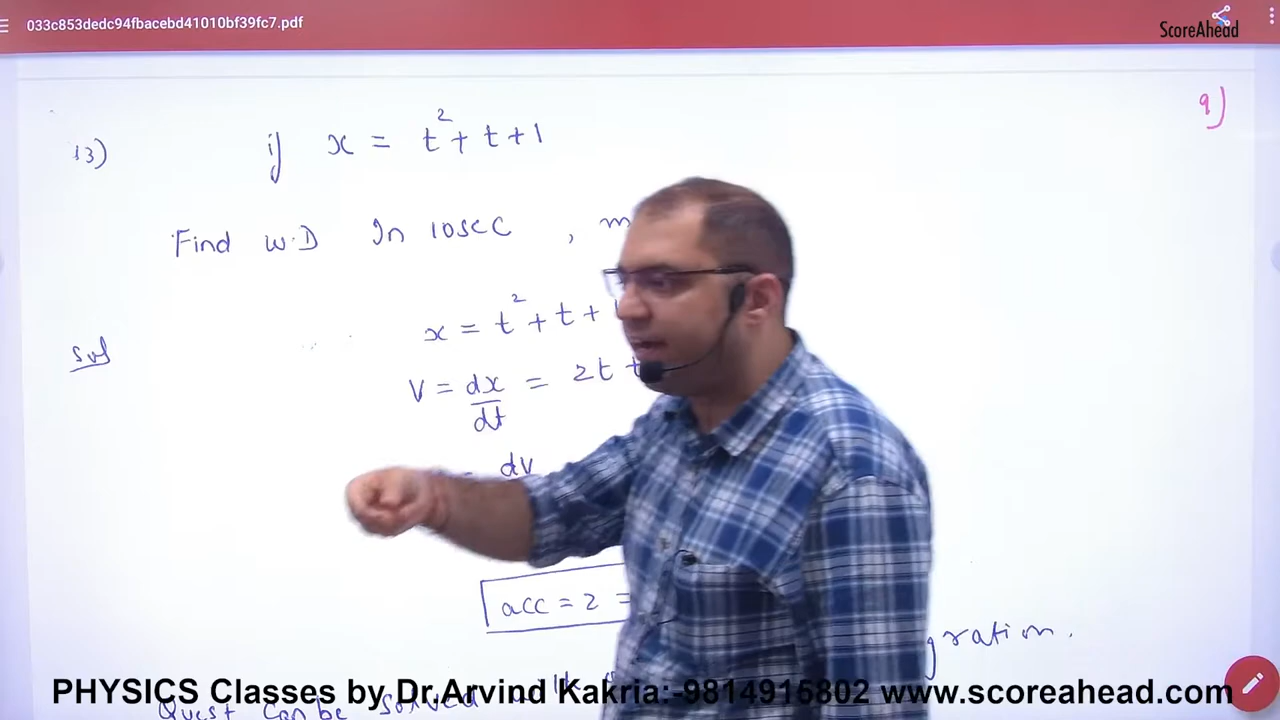 033c853dedc94fbacebd41010bf39fc7.pdf
ScoreAhead
9)
13) if x = t² + t + 1
Find W.D In 10sec , m
Sol x = t² + t +
V = dx/dt = 2t +
= dv
acc = 2 =
gration.
Quest can be solved
PHYSICS Classes by Dr.Arvind Kakria:-9814915802 www.scoreahead.com